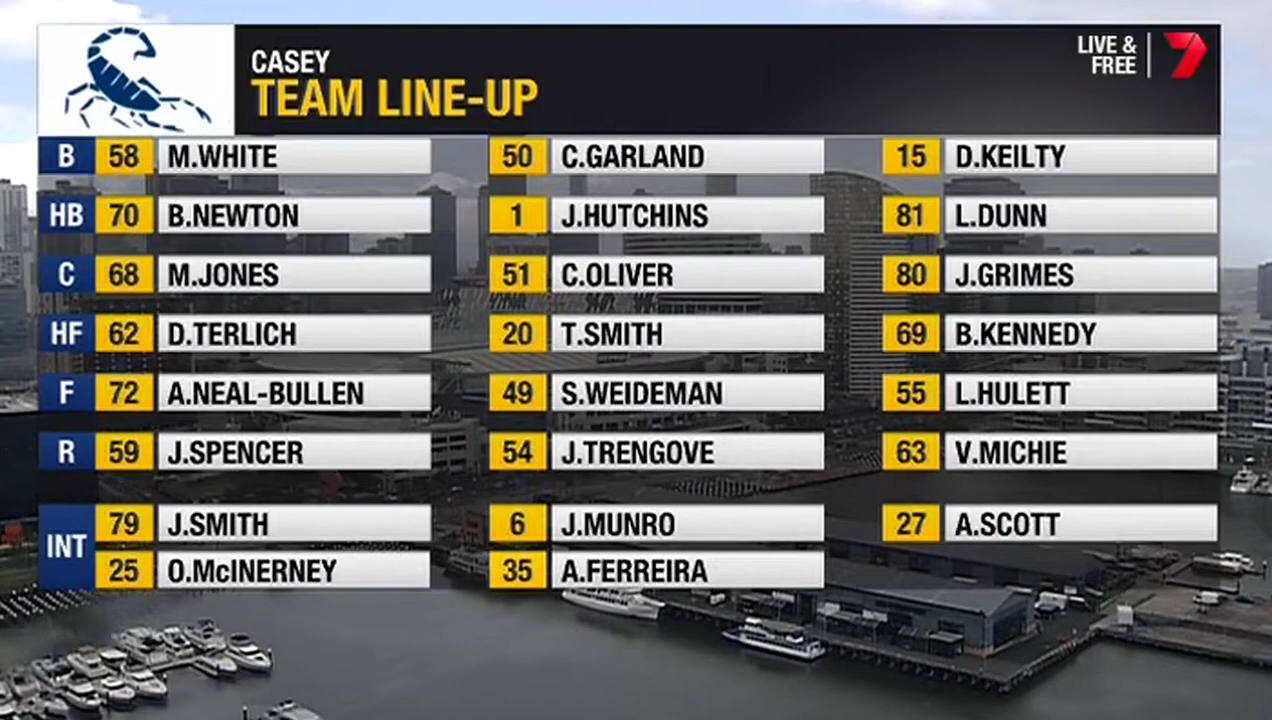 CASEY
TEAM LINE-UP
LIVE &
FREE 7
B 58 M.WHITE 50 C.GARLAND 15 D.KEILTY
HB 70 B.NEWTON 1 J.HUTCHINS 81 L.DUNN
C 68 M.JONES 51 C.OLIVER 80 J.GRIMES
HF 62 D.TERLICH 20 T.SMITH 69 B.KENNEDY
F 72 A.NEAL-BULLEN 49 S.WEIDEMAN 55 L.HULETT
R 59 J.SPENCER 54 J.TRENGOVE 63 V.MICHIE
INT 79 J.SMITH 6 J.MUNRO 27 A.SCOTT
25 O.McINERNEY 35 A.FERREIRA